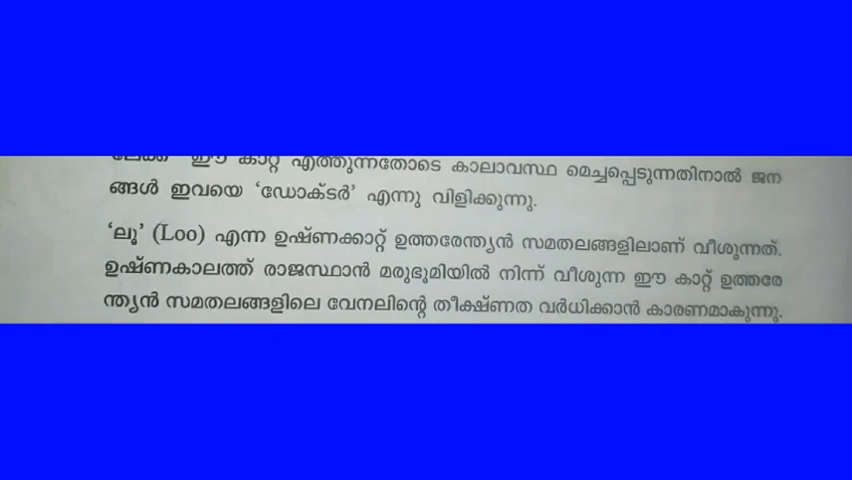 ഈ കാറ്റ് എത്തുന്നതോടെ കാലാവസ്ഥ മെച്ചപ്പെടുന്നതിനാൽ ജന
ങ്ങൾ ഇവയെ ‘ഡോക്ടർ’ എന്നു വിളിക്കുന്നു.
‘ലൂ’ (Loo) എന്ന ഉഷ്ണക്കാറ്റ് ഉത്തരേന്ത്യൻ സമതലങ്ങളിലാണ് വീശുന്നത്.
ഉഷ്ണകാലത്ത് രാജസ്ഥാൻ മരുഭൂമിയിൽ നിന്ന് വീശുന്ന ഈ കാറ്റ് ഉത്തരേ
ന്ത്യൻ സമതലങ്ങളിലെ വേനലിന്റെ തീക്ഷ്ണത വർധിക്കാൻ കാരണമാകുന്നു.